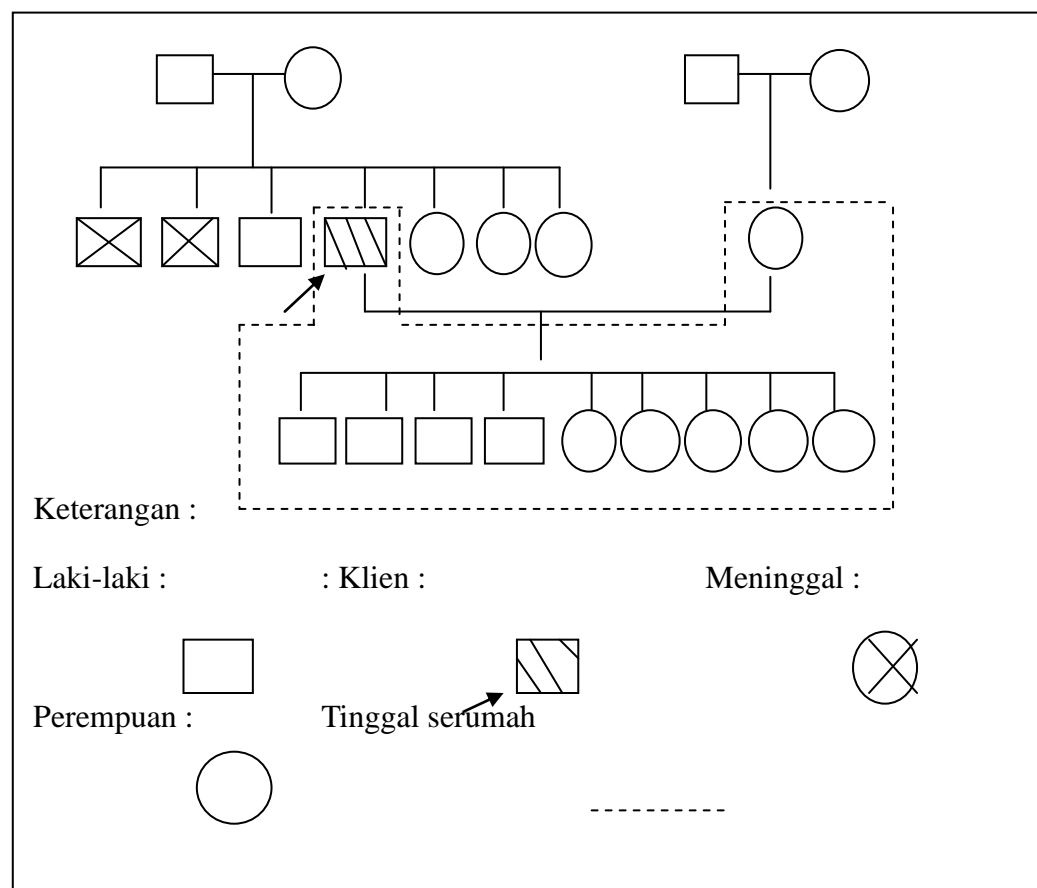 Keterangan :
Laki-laki : : Klien : Meninggal :
Perempuan : Tinggal serumah